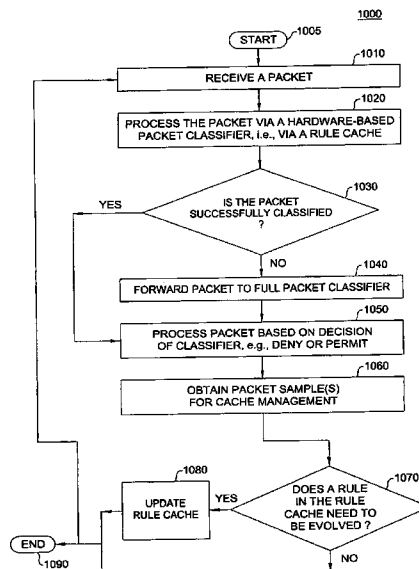 1000
START
1005
1010
RECEIVE A PACKET
1020
PROCESS THE PACKET VIA A HARDWARE-BASED
PACKET CLASSIFIER, i.e., VIA A RULE CACHE
1030
IS THE PACKET
SUCCESSFULLY CLASSIFIED
?
YES
NO
1040
FORWARD PACKET TO FULL PACKET CLASSIFIER
1050
PROCESS PACKET BASED ON DECISION
OF CLASSIFIER, e.g., DENY OR PERMIT
1060
OBTAIN PACKET SAMPLE(S)
FOR CACHE MANAGEMENT
1070
DOES A RULE
IN THE RULE
CACHE NEED TO
BE EVOLVED ?
1080
UPDATE
RULE CACHE
YES
NO
END
1090